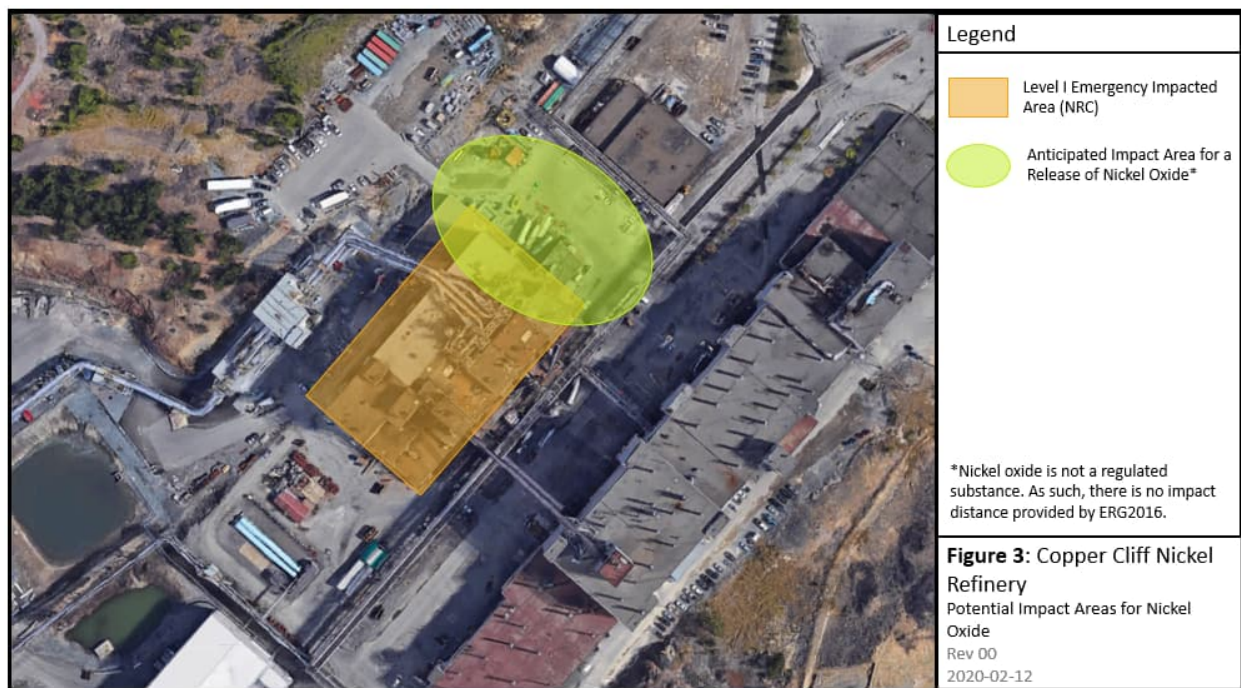 Legend
Level I Emergency Impacted
Area (NRC)
Anticipated Impact Area for a
Release of Nickel Oxide*
*Nickel oxide is not a regulated
substance. As such, there is no impact
distance provided by ERG2016.
Figure 3: Copper Cliff Nickel
Refinery
Potential Impact Areas for Nickel
Oxide
Rev 00
2020-02-12